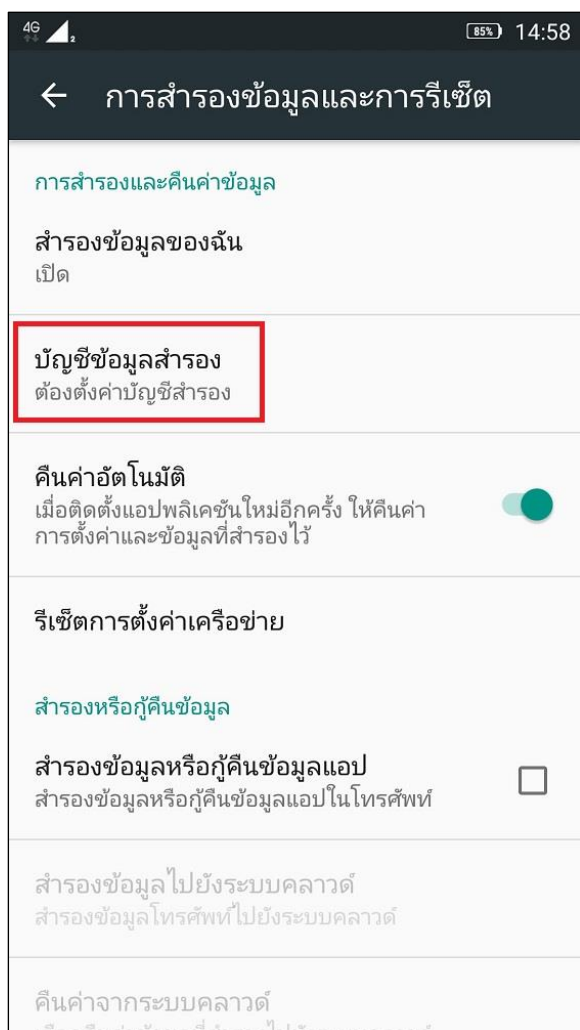 4G 2 85% 14:58
การสำรองข้อมูลและการรีเซ็ต
การสำรองและคืนค่าข้อมูล
สำรองข้อมูลของฉัน
เปิด
บัญชีข้อมูลสำรอง
ต้องตั้งค่าบัญชีสำรอง
คืนค่าอัตโนมัติ
เมื่อติดตั้งแอปพลิเคชันใหม่อีกครั้ง ให้คืนค่า
การตั้งค่าและข้อมูลที่สำรองไว้
รีเซ็ตการตั้งค่าเครือข่าย
สำรองหรือกู้คืนข้อมูล
สำรองข้อมูลหรือกู้คืนข้อมูลแอป
สำรองข้อมูลหรือกู้คืนข้อมูลแอปในโทรศัพท์
สำรองข้อมูลไปยังระบบคลาวด์
สำรองข้อมูลโทรศัพท์ไปยังระบบคลาวด์
คืนค่าจากระบบคลาวด์